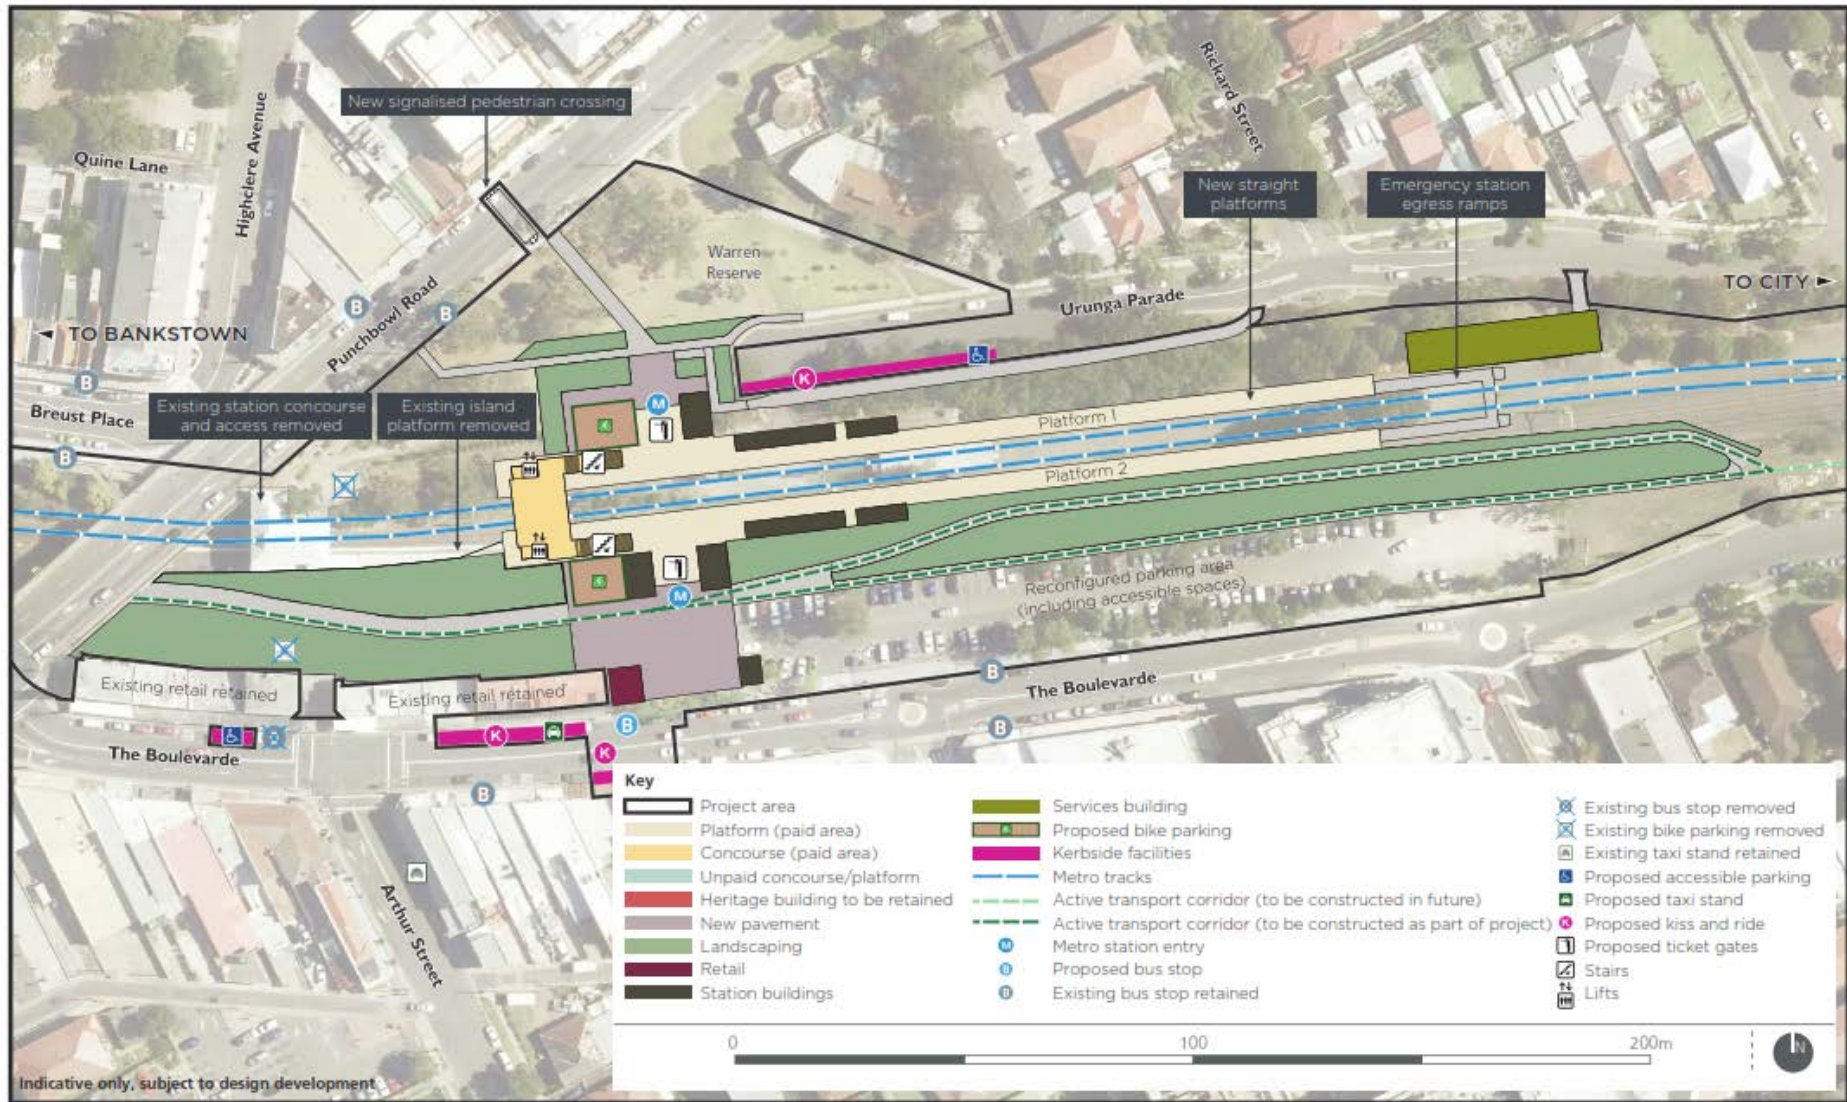 New signalised pedestrian crossing
Quine Lane
Highclere Avenue
Rickard Street
New straight
platforms
Emergency station
egress ramps
Warren
Reserve
TO CITY
Urunga Parade
TO BANKSTOWN
Punchbowl Road
B
B
B
B
Breust Place
Existing station concourse
and access removed
Existing island
platform removed
K
M
Platform 1
Platform 2
M
Reconfigured parking area
(including accessible spaces)
Existing retail retained
Existing retail retained
The Boulevarde
B
B
B
K
K
B
The Boulevarde
Arthur Street
Key
Project area
Platform (paid area)
Concourse (paid area)
Unpaid concourse/platform
Heritage building to be retained
New pavement
Landscaping
Retail
Station buildings
Services building
Proposed bike parking
Kerbside facilities
Metro tracks
Active transport corridor (to be constructed in future)
Active transport corridor (to be constructed as part of project)
M Metro station entry
B Proposed bus stop
B Existing bus stop retained
Existing bus stop removed
Existing bike parking removed
Existing taxi stand retained
Proposed accessible parking
Proposed taxi stand
K Proposed kiss and ride
Proposed ticket gates
Stairs
Lifts
0 100 200m
N
Indicative only, subject to design development